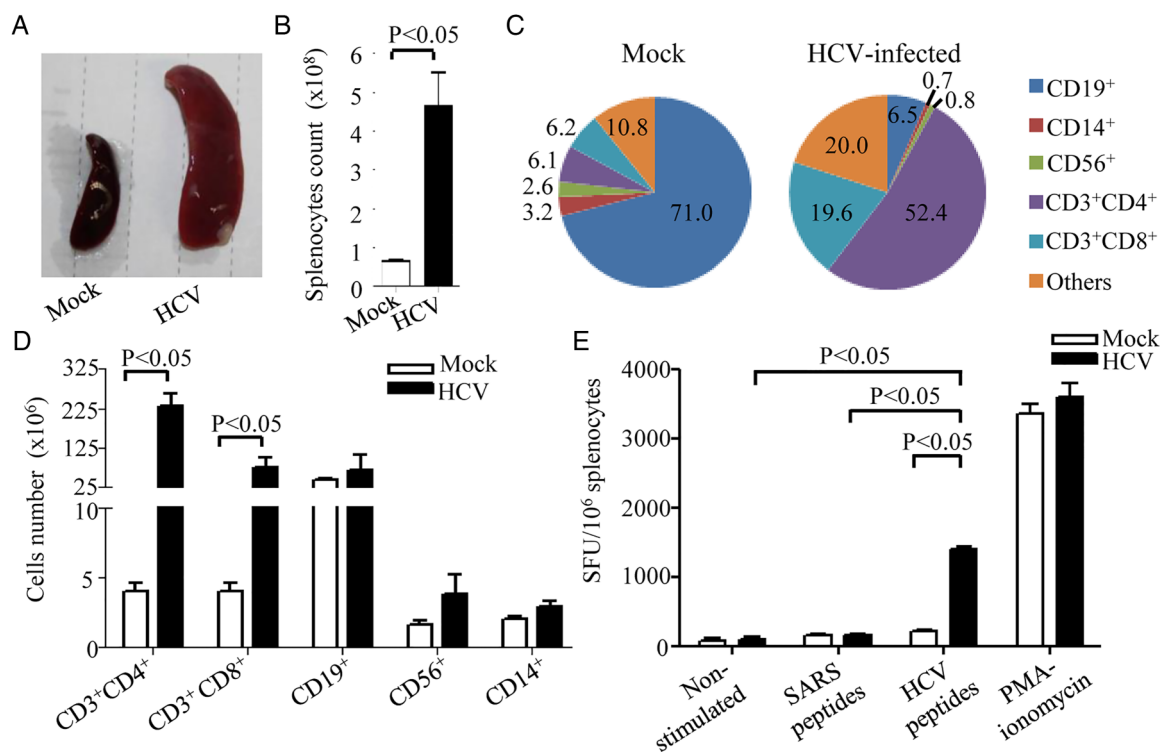 A
Mock
HCV
B
P<0.05
Splenocytes count (x10⁸)
6
5
4
3
2
1
0
Mock
HCV
C
Mock
HCV-infected
10.8
6.2
6.1
2.6
3.2
71.0
0.7
0.8
6.5
20.0
19.6
52.4
CD19⁺
CD14⁺
CD56⁺
CD3⁺CD4⁺
CD3⁺CD8⁺
Others
D
P<0.05
P<0.05
Mock
HCV
Cells number (x10⁶)
325
225
125
25
10
5
0
CD3⁺CD4⁺
CD3⁺ CD8⁺
CD19⁺
CD56⁺
CD14⁺
E
Mock
HCV
P<0.05
P<0.05
P<0.05
SFU/10⁶ splenocytes
4000
3000
2000
1000
0
Non-
stimulated
SARS
peptides
HCV
peptides
PMA-
ionomycin